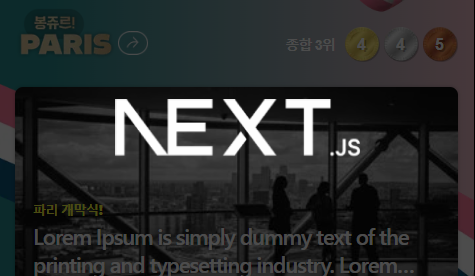 봉쥬르!
PARIS
종합 3위 4 4 5
NEXT.JS
파리 개막식!
Lorem Ipsum is simply dummy text of the
printing and typesetting industry. Lorem...